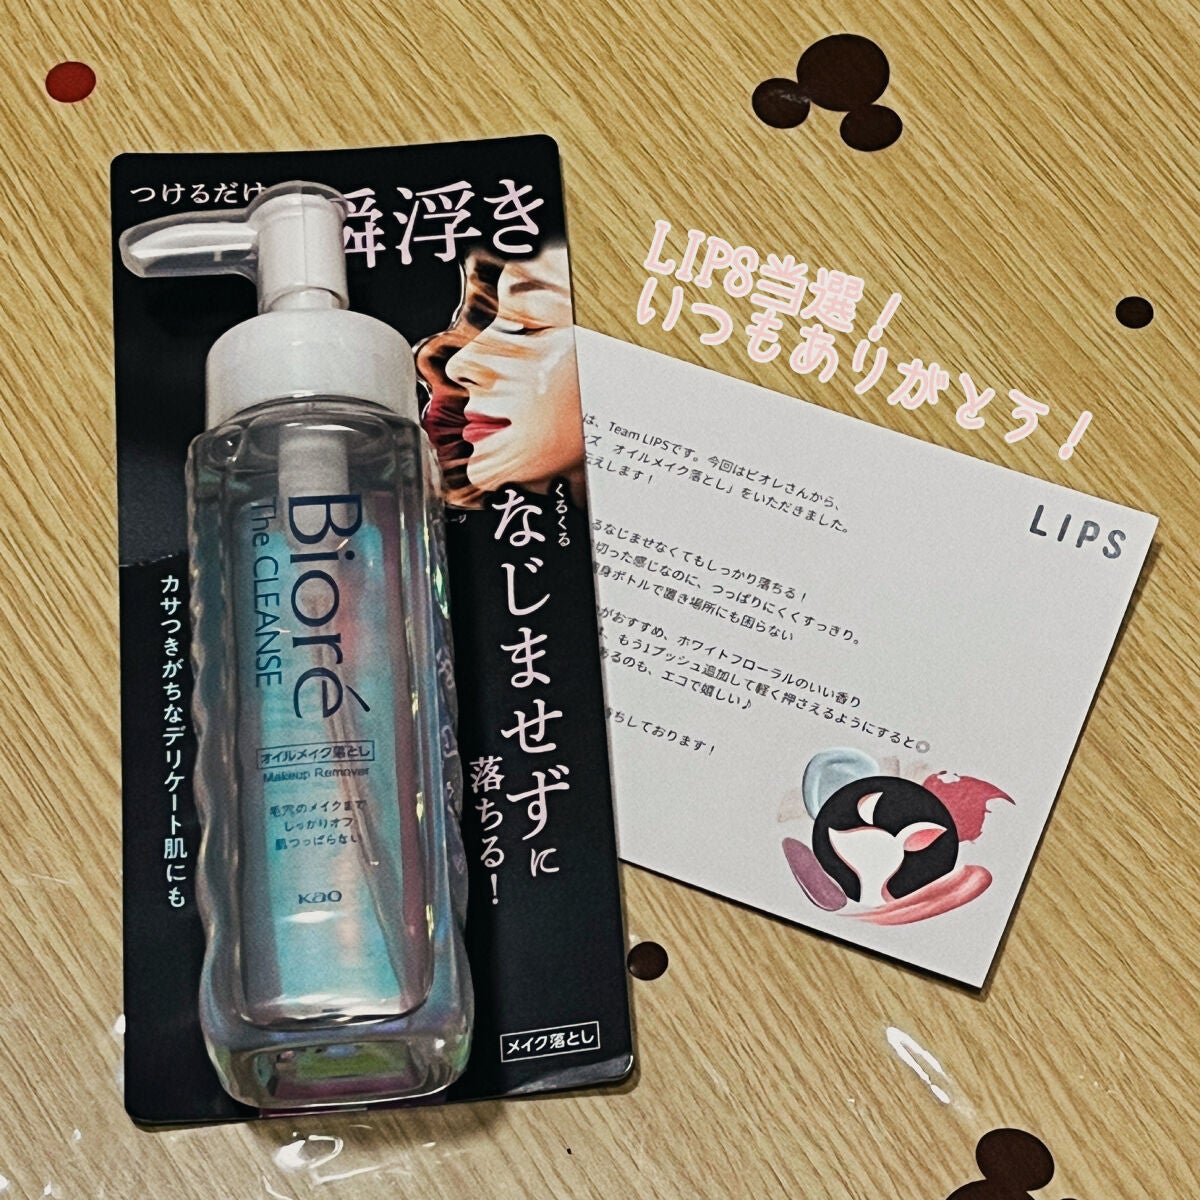 つけるだけ
瞬浮き
くるくる
なじませずに
落ちる！
カサつきがちなデリケート肌にも
Bioré
The CLEANSE
オイルメイク落とし
Makeup Remover
毛穴のメイクまで
しっかりオフ
肌つっぱらない
Kao
メイク落とし
LIPS当選！
いつもありがとう！
LIPS
は、Team LIPSです。今回はビオレさんから、
ズ オイルメイク落とし」をいただきました。
伝えします！
るなじませなくてもしっかり落ちる！
切った感じなのに、つっぱりにくくすっきり。
細身ボトルで置き場所にも困らない
がおすすめ、ホワイトフローラルのいい香り
、もう1プッシュ追加して軽く押さえるようにすると◎
あるのも、エコで嬉しい♪
待ちしております！